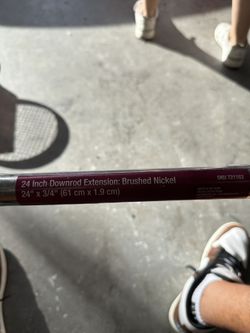 24 Inch Downrod Extension: Brushed Nickel
24" x 3/4" (61 cm x 1.9 cm)